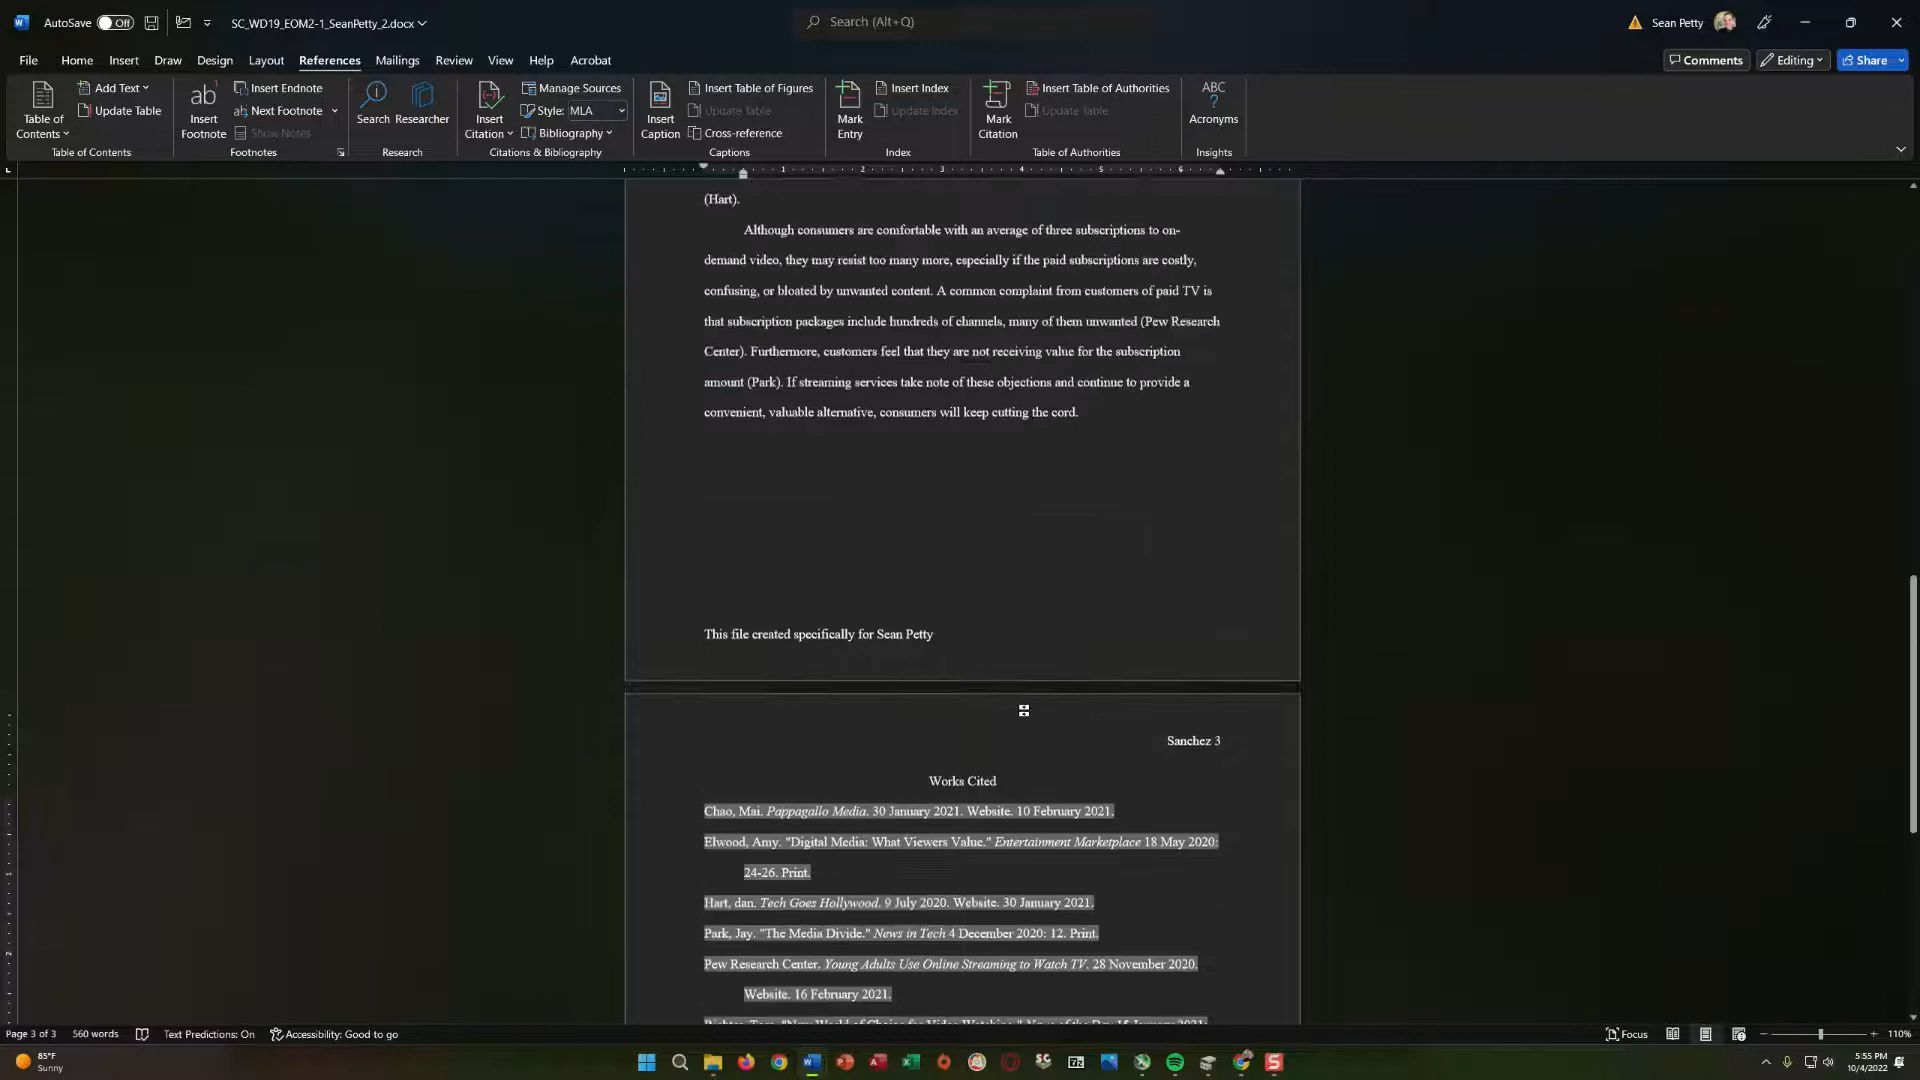 AutoSave Off SC_WD19_EOM2-1_SeanPetty_2.docx Search (Alt+Q) Sean Petty
File Home Insert Draw Design Layout References Mailings Review View Help Acrobat Comments Editing Share
Table of Contents
Add Text
Update Table
Table of Contents
ab
Insert Footnote
Insert Endnote
Next Footnote
Show Notes
Footnotes
Search
Researcher
Research
Insert Citation
Manage Sources
Style: MLA
Bibliography
Citations & Bibliography
Insert Caption
Insert Table of Figures
Update Table
Cross-reference
Captions
Mark Entry
Insert Index
Update Index
Index
Mark Citation
Insert Table of Authorities
Update Table
Table of Authorities
ABC
?
Acronyms
Insights
1 2 3 4 5 6
(Hart).
Although consumers are comfortable with an average of three subscriptions to on-
demand video, they may resist too many more, especially if the paid subscriptions are costly,
confusing, or bloated by unwanted content. A common complaint from customers of paid TV is
that subscription packages include hundreds of channels, many of them unwanted (Pew Research
Center). Furthermore, customers feel that they are not receiving value for the subscription
amount (Park). If streaming services take note of these objections and continue to provide a
convenient, valuable alternative, consumers will keep cutting the cord.
This file created specifically for Sean Petty
Sanchez 3
Works Cited
Chao, Mai. Pappagallo Media. 30 January 2021. Website. 10 February 2021.
Elwood, Amy. "Digital Media: What Viewers Value." Entertainment Marketplace 18 May 2020:
24-26. Print.
Hart, dan. Tech Goes Hollywood. 9 July 2020. Website. 30 January 2021.
Park, Jay. "The Media Divide." News in Tech 4 December 2020: 12. Print.
Pew Research Center. Young Adults Use Online Streaming to Watch TV. 28 November 2020.
Website. 16 February 2021.
Page 3 of 3 560 words Text Predictions: On Accessibility: Good to go Focus 110%
85°F
Sunny
5:55 PM
10/4/2022